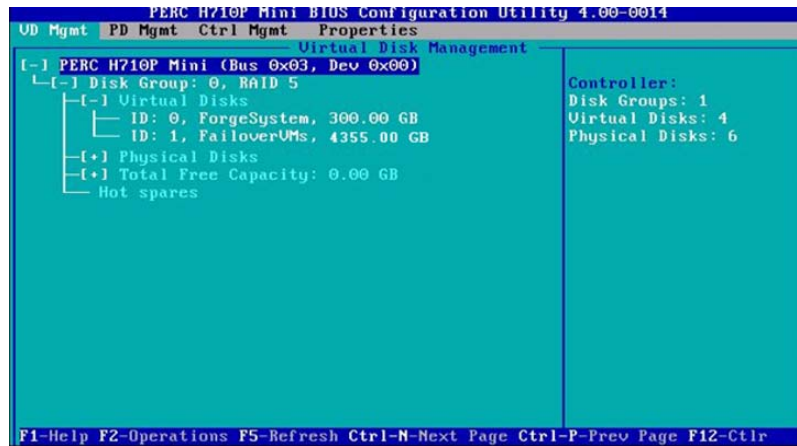 PERC H710P Mini BIOS Configuration Utility 4.00-0014
VD Mgmt PD Mgmt Ctrl Mgmt Properties
Virtual Disk Management
[-] PERC H710P Mini (Bus 0x03, Dev 0x00)
[-] Disk Group: 0, RAID 5
[-] Virtual Disks
ID: 0, ForgeSystem, 300.00 GB
ID: 1, FailoverVMs, 4355.00 GB
[+] Physical Disks
[+] Total Free Capacity: 0.00 GB
Hot spares
Controller:
Disk Groups: 1
Virtual Disks: 4
Physical Disks: 6
F1-Help F2-Operations F5-Refresh Ctrl-N-Next Page Ctrl-P-Prev Page F12-Ctlr